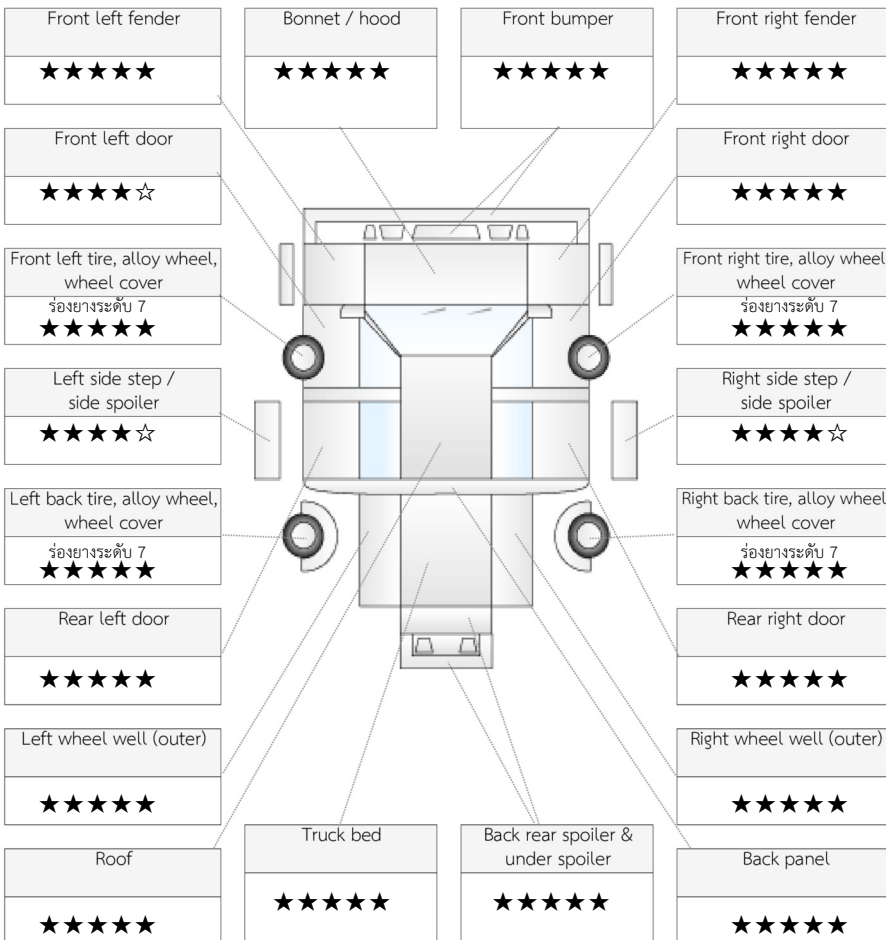 Front left fender
★★★★★
Bonnet / hood
★★★★★
Front bumper
★★★★★
Front right fender
★★★★★
Front left door
★★★★☆
Front right door
★★★★★
Front left tire, alloy wheel,
wheel cover
ร่องยางระดับ 7
★★★★★
Front right tire, alloy wheel
wheel cover
ร่องยางระดับ 7
★★★★★
Left side step /
side spoiler
★★★★☆
Right side step /
side spoiler
★★★★☆
Left back tire, alloy wheel,
wheel cover
ร่องยางระดับ 7
★★★★★
Right back tire, alloy wheel
wheel cover
ร่องยางระดับ 7
★★★★★
Rear left door
★★★★★
Rear right door
★★★★★
Left wheel well (outer)
★★★★★
Right wheel well (outer)
★★★★★
Roof
★★★★★
Truck bed
★★★★★
Back rear spoiler &
under spoiler
★★★★★
Back panel
★★★★★